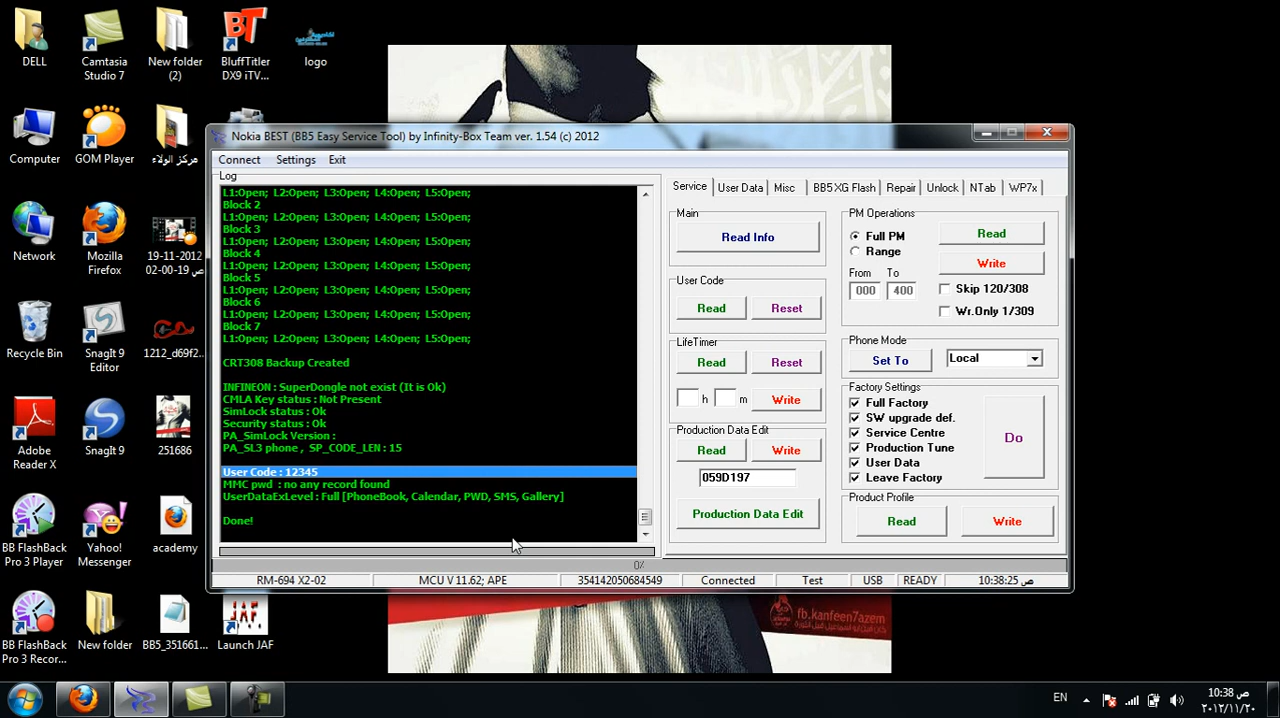 DELL
Camtasia
Studio 7
New folder
(2)
BluffTitler
DX9 iTV...
logo
Computer
GOM Player
مركز الولاء
Network
Mozilla
Firefox
19-11-2012
02-00-19 ص
Recycle Bin
SnagIt 9
Editor
1212_d69f2...
Adobe
Reader X
SnagIt 9
251686
BB FlashBack
Pro 3 Player
Yahoo!
Messenger
academy
BB FlashBack
Pro 3 Recor...
New folder
BB5_351661...
Launch JAF
Nokia BEST (BB5 Easy Service Tool) by Infinity-Box Team ver. 1.54 (c) 2012
Connect Settings Exit
Log
L1:Open; L2:Open; L3:Open; L4:Open; L5:Open;
Block 2
L1:Open; L2:Open; L3:Open; L4:Open; L5:Open;
Block 3
L1:Open; L2:Open; L3:Open; L4:Open; L5:Open;
Block 4
L1:Open; L2:Open; L3:Open; L4:Open; L5:Open;
Block 5
L1:Open; L2:Open; L3:Open; L4:Open; L5:Open;
Block 6
L1:Open; L2:Open; L3:Open; L4:Open; L5:Open;
Block 7
L1:Open; L2:Open; L3:Open; L4:Open; L5:Open;
CRT308 Backup Created
INFINEON : SuperDongle not exist (It is Ok)
CMLA Key status : Not Present
SimLock status : Ok
Security status : Ok
PA_SimLock Version :
PA_SL3 phone , SP_CODE_LEN : 15
User Code : 12345
MMC pwd : no any record found
UserDataExLevel : Full [PhoneBook, Calendar, PWD, SMS, Gallery]
Done!
Service User Data Misc BB5 XG Flash Repair Unlock NTab WP7x
Main
Read Info
User Code
Read Reset
LifeTimer
Read Reset
h m Write
Production Data Edit
Read Write
059D197
Production Data Edit
PM Operations
Full PM
Range
Read
Write
From To
000 400
Skip 120/308
Wr.Only 1/309
Phone Mode
Set To Local
Factory Settings
Full Factory
SW upgrade def.
Service Centre
Production Tune
User Data
Leave Factory
Do
Product Profile
Read Write
0%
RM-694 X2-02 MCU V 11.62; APE 354142050684549 Connected Test USB READY 10:38:25 ص
fb.kanfeen7azem
EN
10:38 ص
٢٠١٢/١١/٢٠